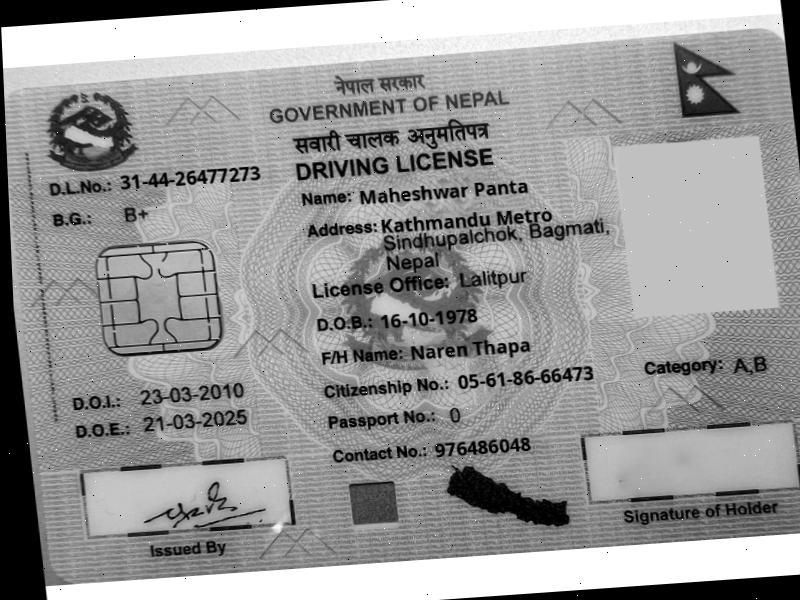 नेपाल सरकार
GOVERNMENT OF NEPAL
सवारी चालक अनुमतिपत्र
DRIVING LICENSE
D.L.No.: 31-44-26477273
B.G.: B+
Name: Maheshwar Panta
Address: Kathmandu Metro
Sindhupalchok, Bagmati,
Nepal
License Office: Lalitpur
D.O.B.: 16-10-1978
F/H Name: Naren Thapa
Citizenship No.: 05-61-86-66473
Category: A,B
D.O.I.: 23-03-2010
Passport No.: 0
D.O.E.: 21-03-2025
Contact No.: 976486048
Issued By
Signature of Holder